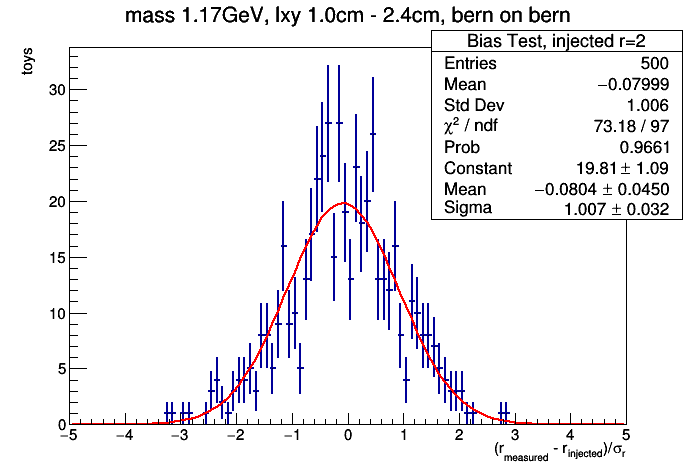 mass 1.17GeV, lxy 1.0cm - 2.4cm, bern on bern
toys
Bias Test, injected r=2
Entries 500
Mean −0.07999
Std Dev 1.006
χ² / ndf 73.18 / 97
Prob 0.9661
Constant 19.81 ± 1.09
Mean −0.0804 ± 0.0450
Sigma 1.007 ± 0.032
30
25
20
15
10
5
0
−5 −4 −3 −2 −1 0 1 2 3 4 5
(r_measured - r_injected)/σ_r